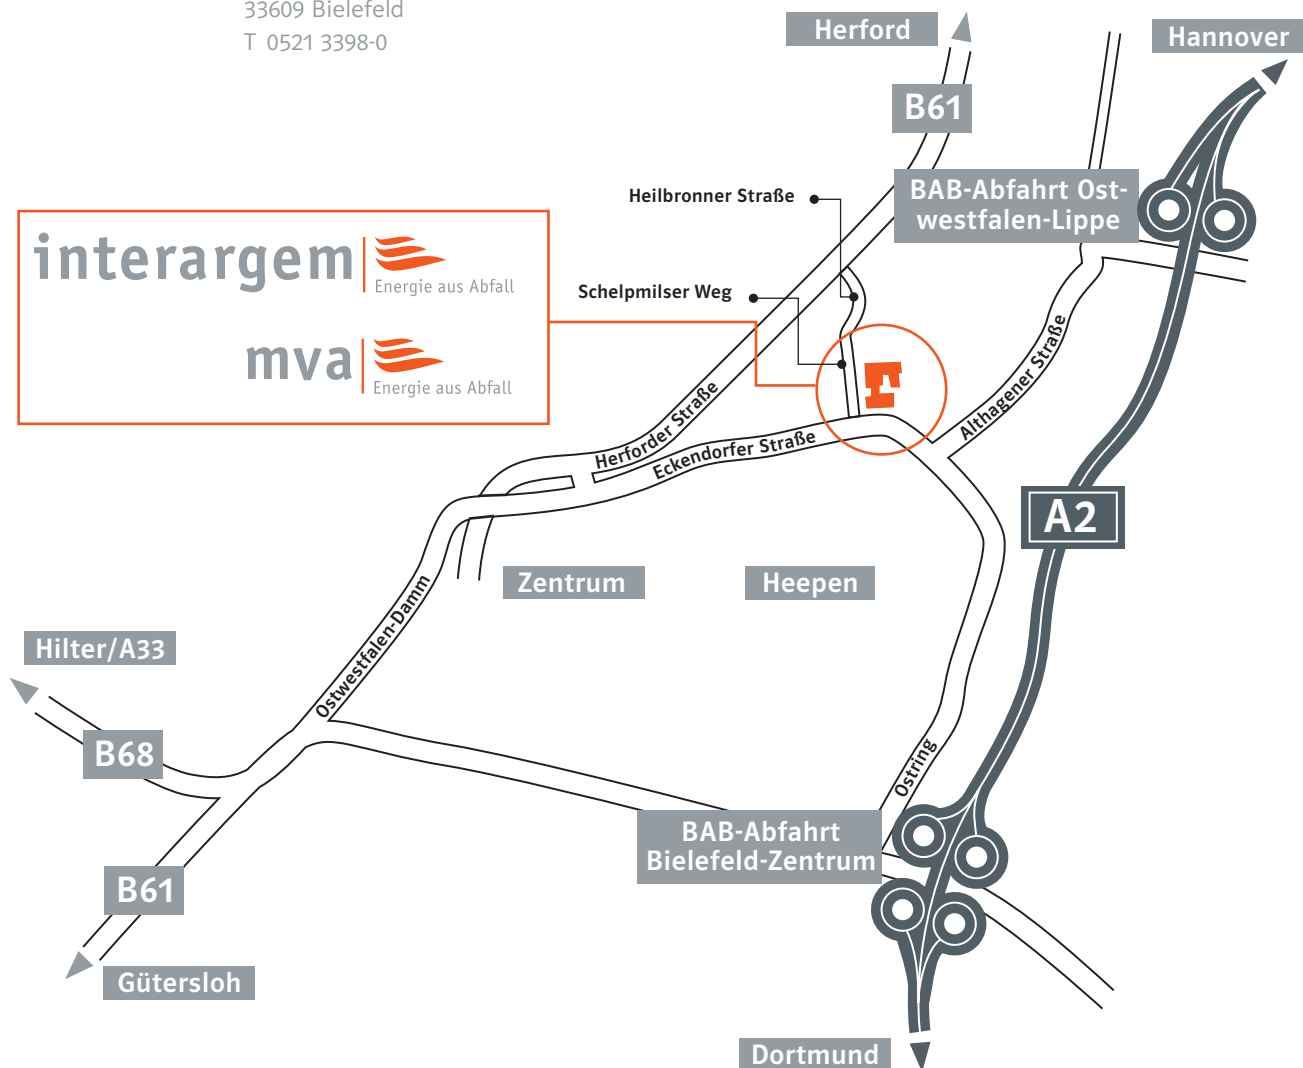 33609 Bielefeld
T 0521 3398-0
Herford
Hannover
B61
BAB-Abfahrt Ost-
westfalen-Lippe
Heilbronner Straße
interargem
Energie aus Abfall
Schelpmilser Weg
mva
Energie aus Abfall
Althagener Straße
Herforder Straße
Eckendorfer Straße
A2
Zentrum
Heepen
Ostwestfalen-Damm
Hilter/A33
B68
Ostring
BAB-Abfahrt
Bielefeld-Zentrum
B61
Gütersloh
Dortmund